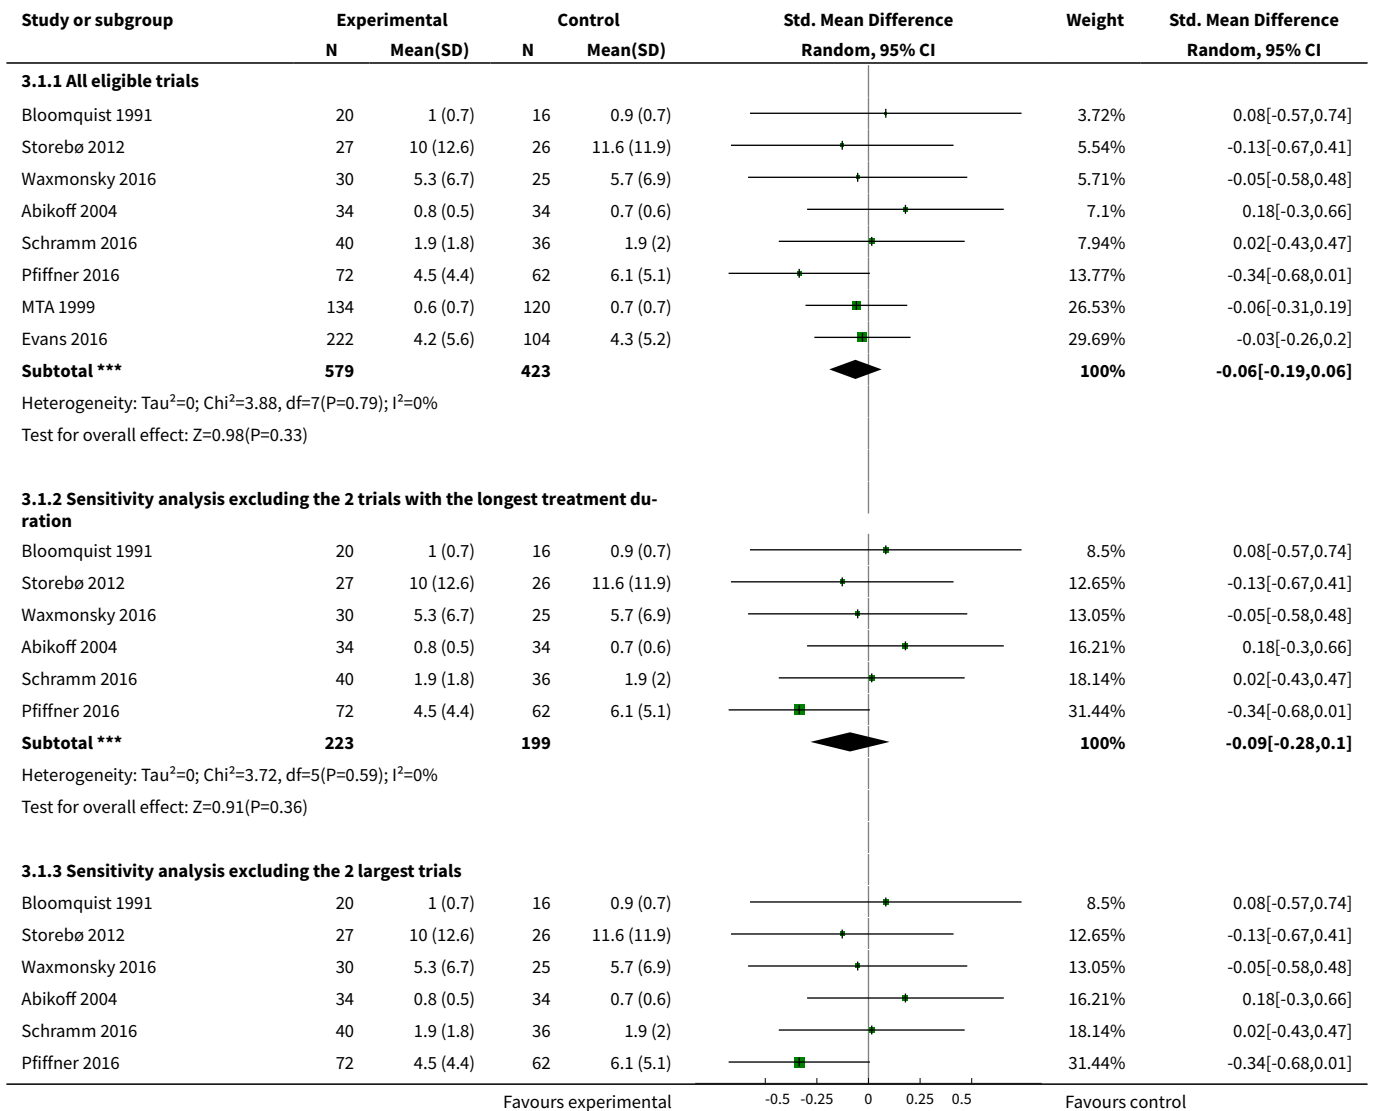 Study or subgroup Experimental Control Std. Mean Difference Weight Std. Mean Difference
N Mean(SD) N Mean(SD) Random, 95% CI Random, 95% CI
3.1.1 All eligible trials
Bloomquist 1991 20 1 (0.7) 16 0.9 (0.7) 3.72% 0.08[-0.57,0.74]
Storebø 2012 27 10 (12.6) 26 11.6 (11.9) 5.54% -0.13[-0.67,0.41]
Waxmonsky 2016 30 5.3 (6.7) 25 5.7 (6.9) 5.71% -0.05[-0.58,0.48]
Abikoff 2004 34 0.8 (0.5) 34 0.7 (0.6) 7.1% 0.18[-0.3,0.66]
Schramm 2016 40 1.9 (1.8) 36 1.9 (2) 7.94% 0.02[-0.43,0.47]
Pfiffner 2016 72 4.5 (4.4) 62 6.1 (5.1) 13.77% -0.34[-0.68,0.01]
MTA 1999 134 0.6 (0.7) 120 0.7 (0.7) 26.53% -0.06[-0.31,0.19]
Evans 2016 222 4.2 (5.6) 104 4.3 (5.2) 29.69% -0.03[-0.26,0.2]
Subtotal *** 579 423 100% -0.06[-0.19,0.06]
Heterogeneity: Tau²=0; Chi²=3.88, df=7(P=0.79); I²=0%
Test for overall effect: Z=0.98(P=0.33)
3.1.2 Sensitivity analysis excluding the 2 trials with the longest treatment du-
ration
Bloomquist 1991 20 1 (0.7) 16 0.9 (0.7) 8.5% 0.08[-0.57,0.74]
Storebø 2012 27 10 (12.6) 26 11.6 (11.9) 12.65% -0.13[-0.67,0.41]
Waxmonsky 2016 30 5.3 (6.7) 25 5.7 (6.9) 13.05% -0.05[-0.58,0.48]
Abikoff 2004 34 0.8 (0.5) 34 0.7 (0.6) 16.21% 0.18[-0.3,0.66]
Schramm 2016 40 1.9 (1.8) 36 1.9 (2) 18.14% 0.02[-0.43,0.47]
Pfiffner 2016 72 4.5 (4.4) 62 6.1 (5.1) 31.44% -0.34[-0.68,0.01]
Subtotal *** 223 199 100% -0.09[-0.28,0.1]
Heterogeneity: Tau²=0; Chi²=3.72, df=5(P=0.59); I²=0%
Test for overall effect: Z=0.91(P=0.36)
3.1.3 Sensitivity analysis excluding the 2 largest trials
Bloomquist 1991 20 1 (0.7) 16 0.9 (0.7) 8.5% 0.08[-0.57,0.74]
Storebø 2012 27 10 (12.6) 26 11.6 (11.9) 12.65% -0.13[-0.67,0.41]
Waxmonsky 2016 30 5.3 (6.7) 25 5.7 (6.9) 13.05% -0.05[-0.58,0.48]
Abikoff 2004 34 0.8 (0.5) 34 0.7 (0.6) 16.21% 0.18[-0.3,0.66]
Schramm 2016 40 1.9 (1.8) 36 1.9 (2) 18.14% 0.02[-0.43,0.47]
Pfiffner 2016 72 4.5 (4.4) 62 6.1 (5.1) 31.44% -0.34[-0.68,0.01]
Favours experimental -0.5 -0.25 0 0.25 0.5 Favours control